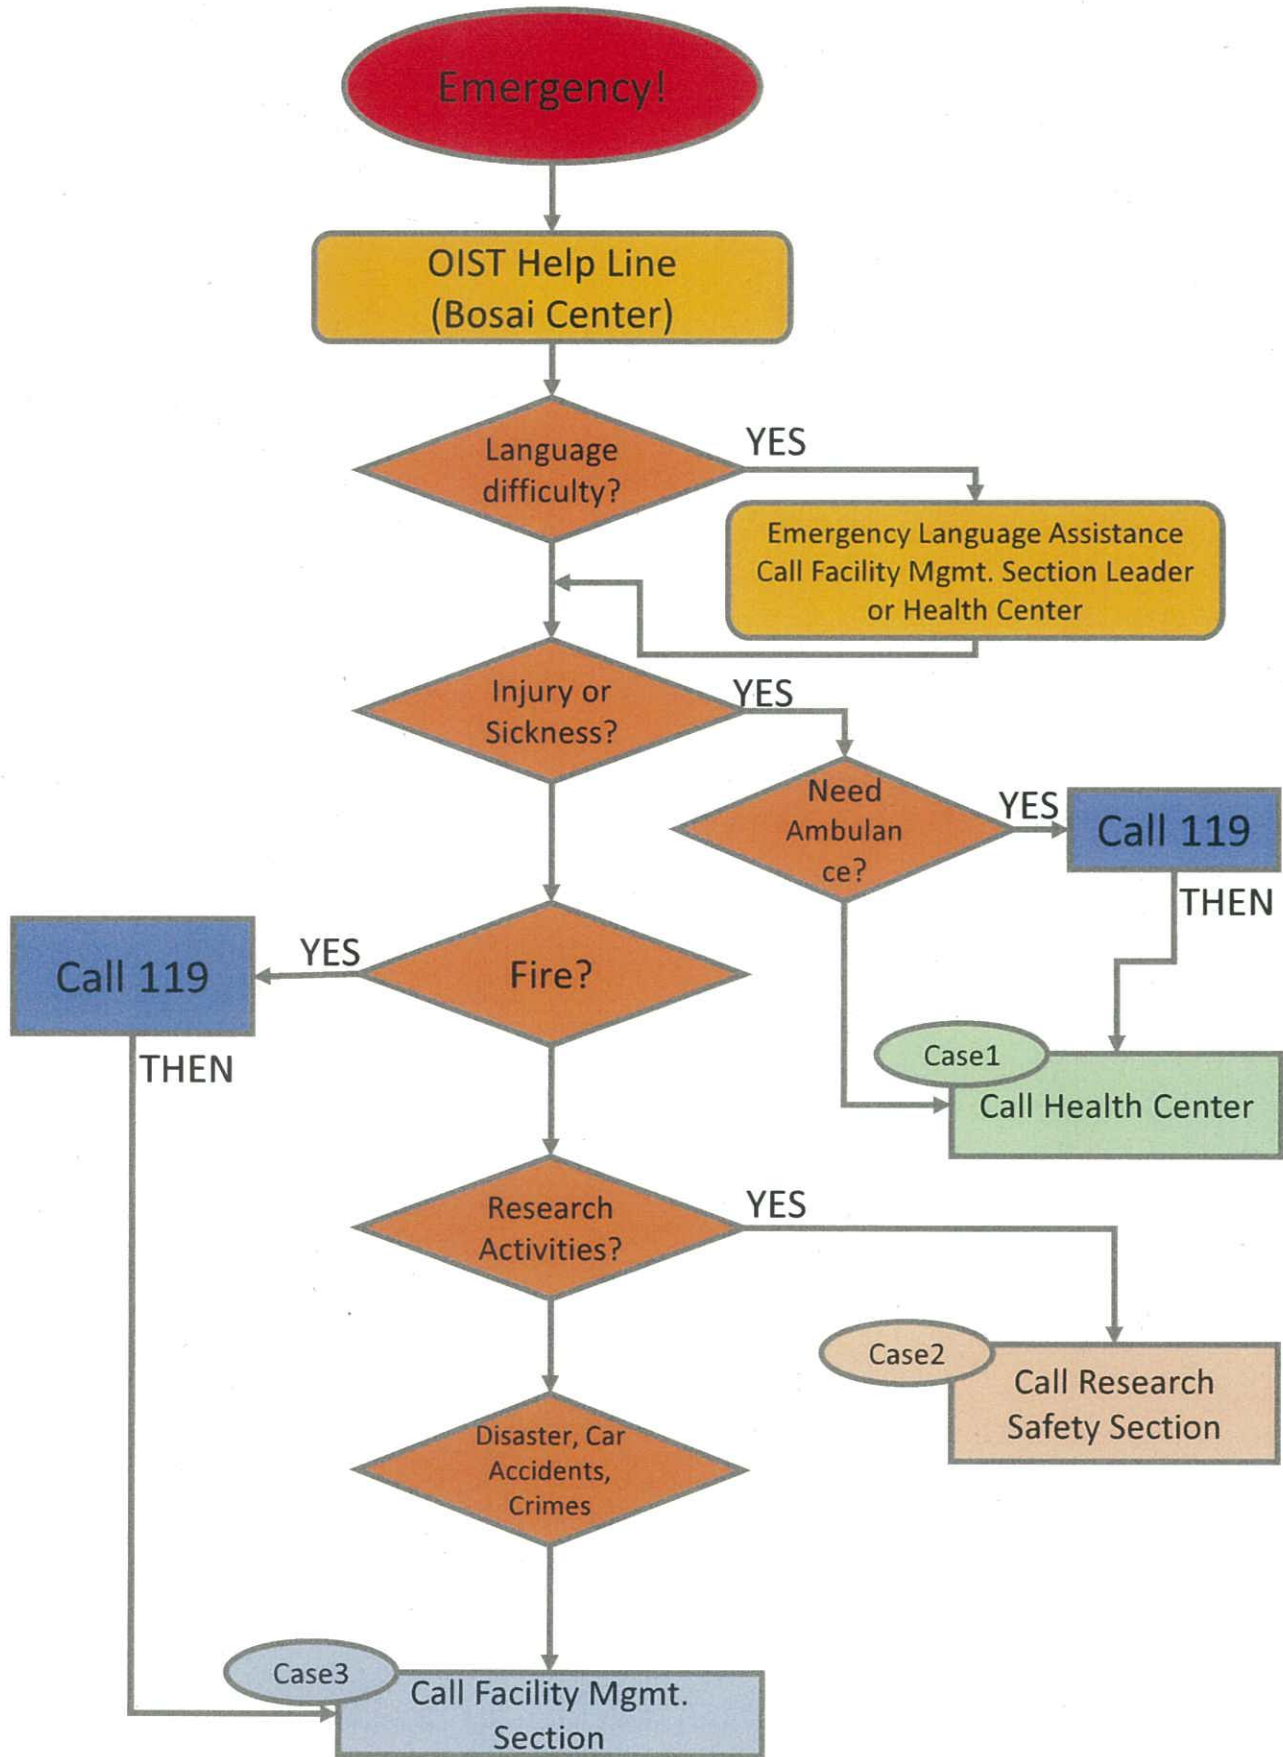 Emergency!
OIST Help Line
(Bosai Center)
Language
difficulty?
YES
Emergency Language Assistance
Call Facility Mgmt. Section Leader
or Health Center
Injury or
Sickness?
YES
Need
Ambulan
ce?
YES
Call 119
THEN
Call 119
YES
Fire?
THEN
Case1
Call Health Center
Research
Activities?
YES
Case2
Call Research
Safety Section
Disaster, Car
Accidents,
Crimes
Case3
Call Facility Mgmt.
Section